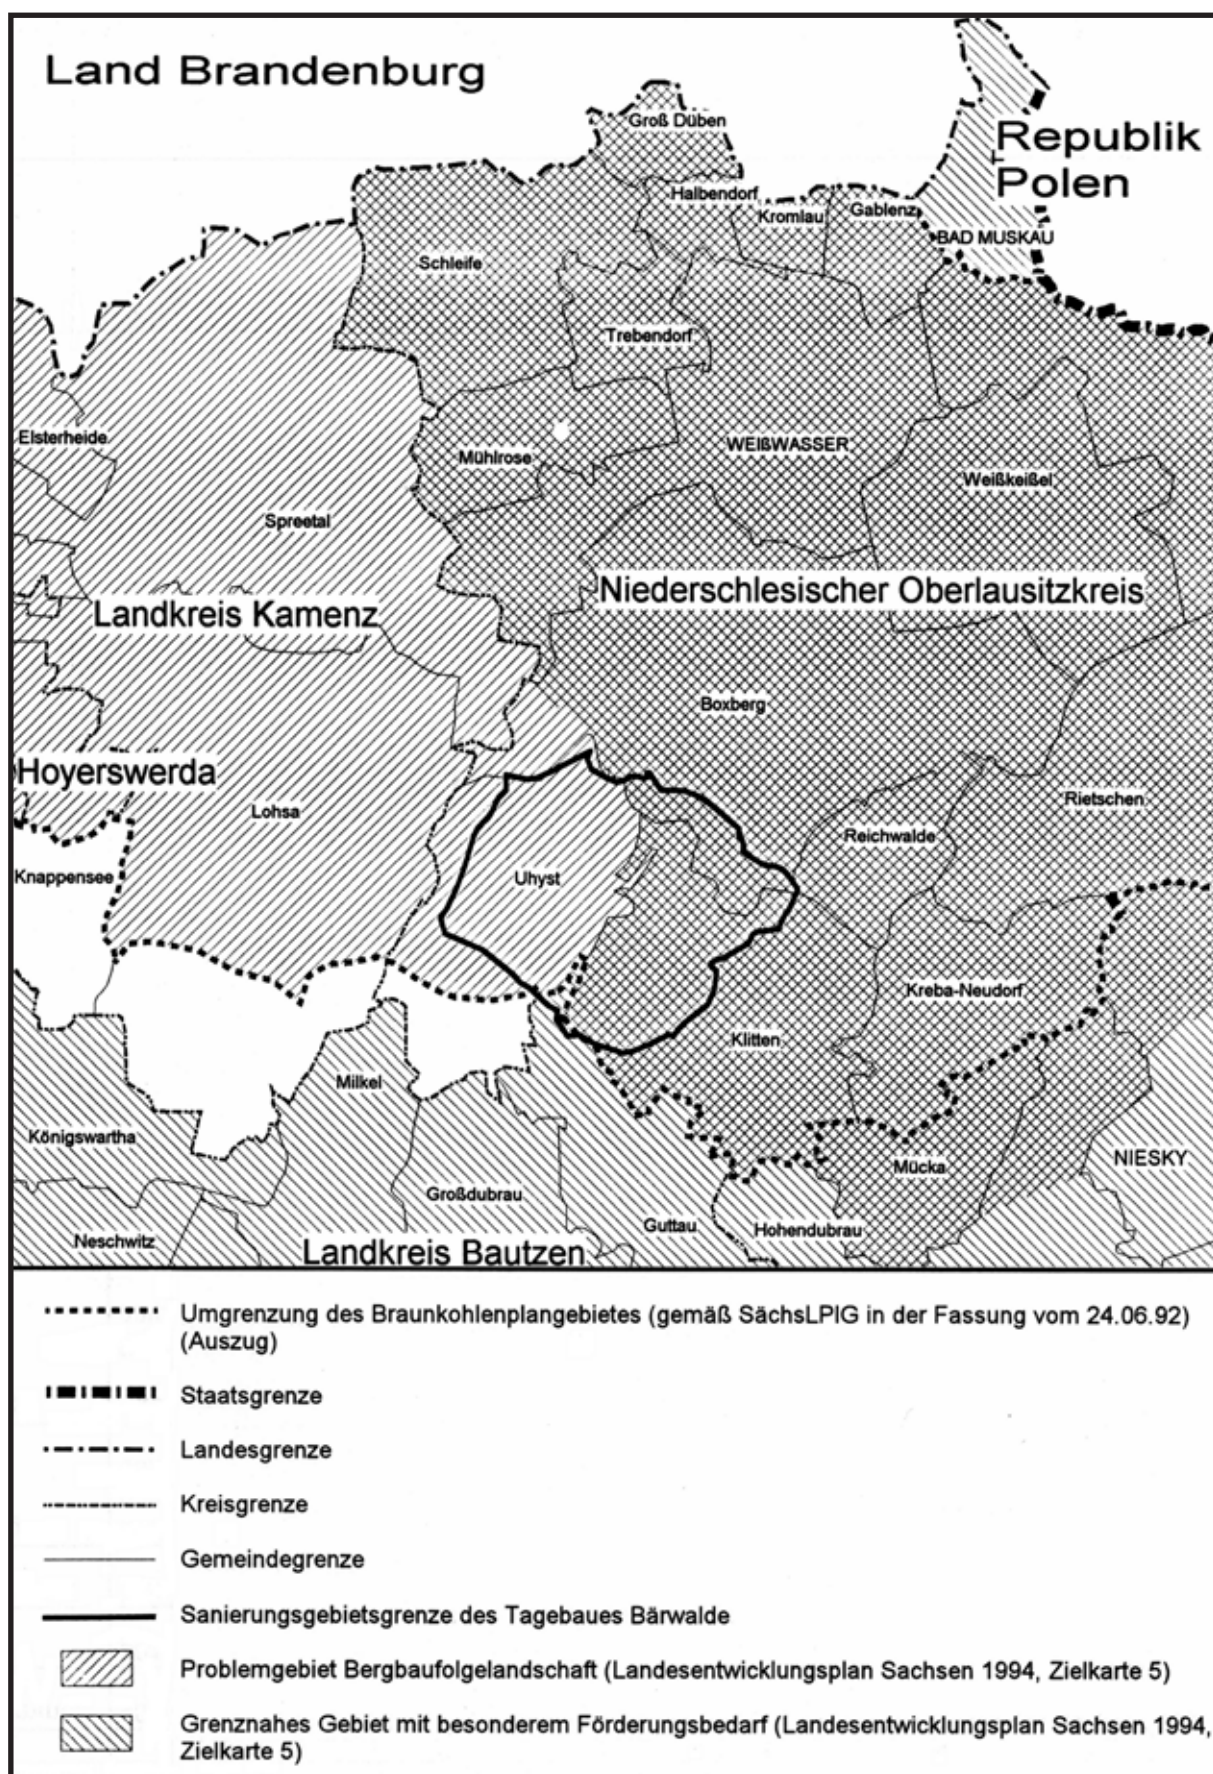 Land Brandenburg
Groß Düben
Republik
Polen
Halbendorf
Kromlau
Gablenz
BAD MUSKAU
Schleife
Trebendorf
Elsterheide
Mühlrose
WEIßWASSER
Weißkeißel
Spreetal
Niederschlesischer Oberlausitzkreis
Landkreis Kamenz
Boxberg
Hoyerswerda
Rietschen
Lohsa
Reichwalde
Knappensee
Uhyst
Kreba-Neudorf
Klitten
Milkel
Königswartha
NIESKY
Mücka
Großdubrau
Guttau
Hohendubrau
Neschwitz
Landkreis Bautzen
Umgrenzung des Braunkohlenplangebietes (gemäß SächsLPlG in der Fassung vom 24.06.92)
(Auszug)
Staatsgrenze
Landesgrenze
Kreisgrenze
Gemeindegrenze
Sanierungsgebietsgrenze des Tagebaues Bärwalde
Problemgebiet Bergbaufolgelandschaft (Landesentwicklungsplan Sachsen 1994, Zielkarte 5)
Grenznahes Gebiet mit besonderem Förderungsbedarf (Landesentwicklungsplan Sachsen 1994,
Zielkarte 5)